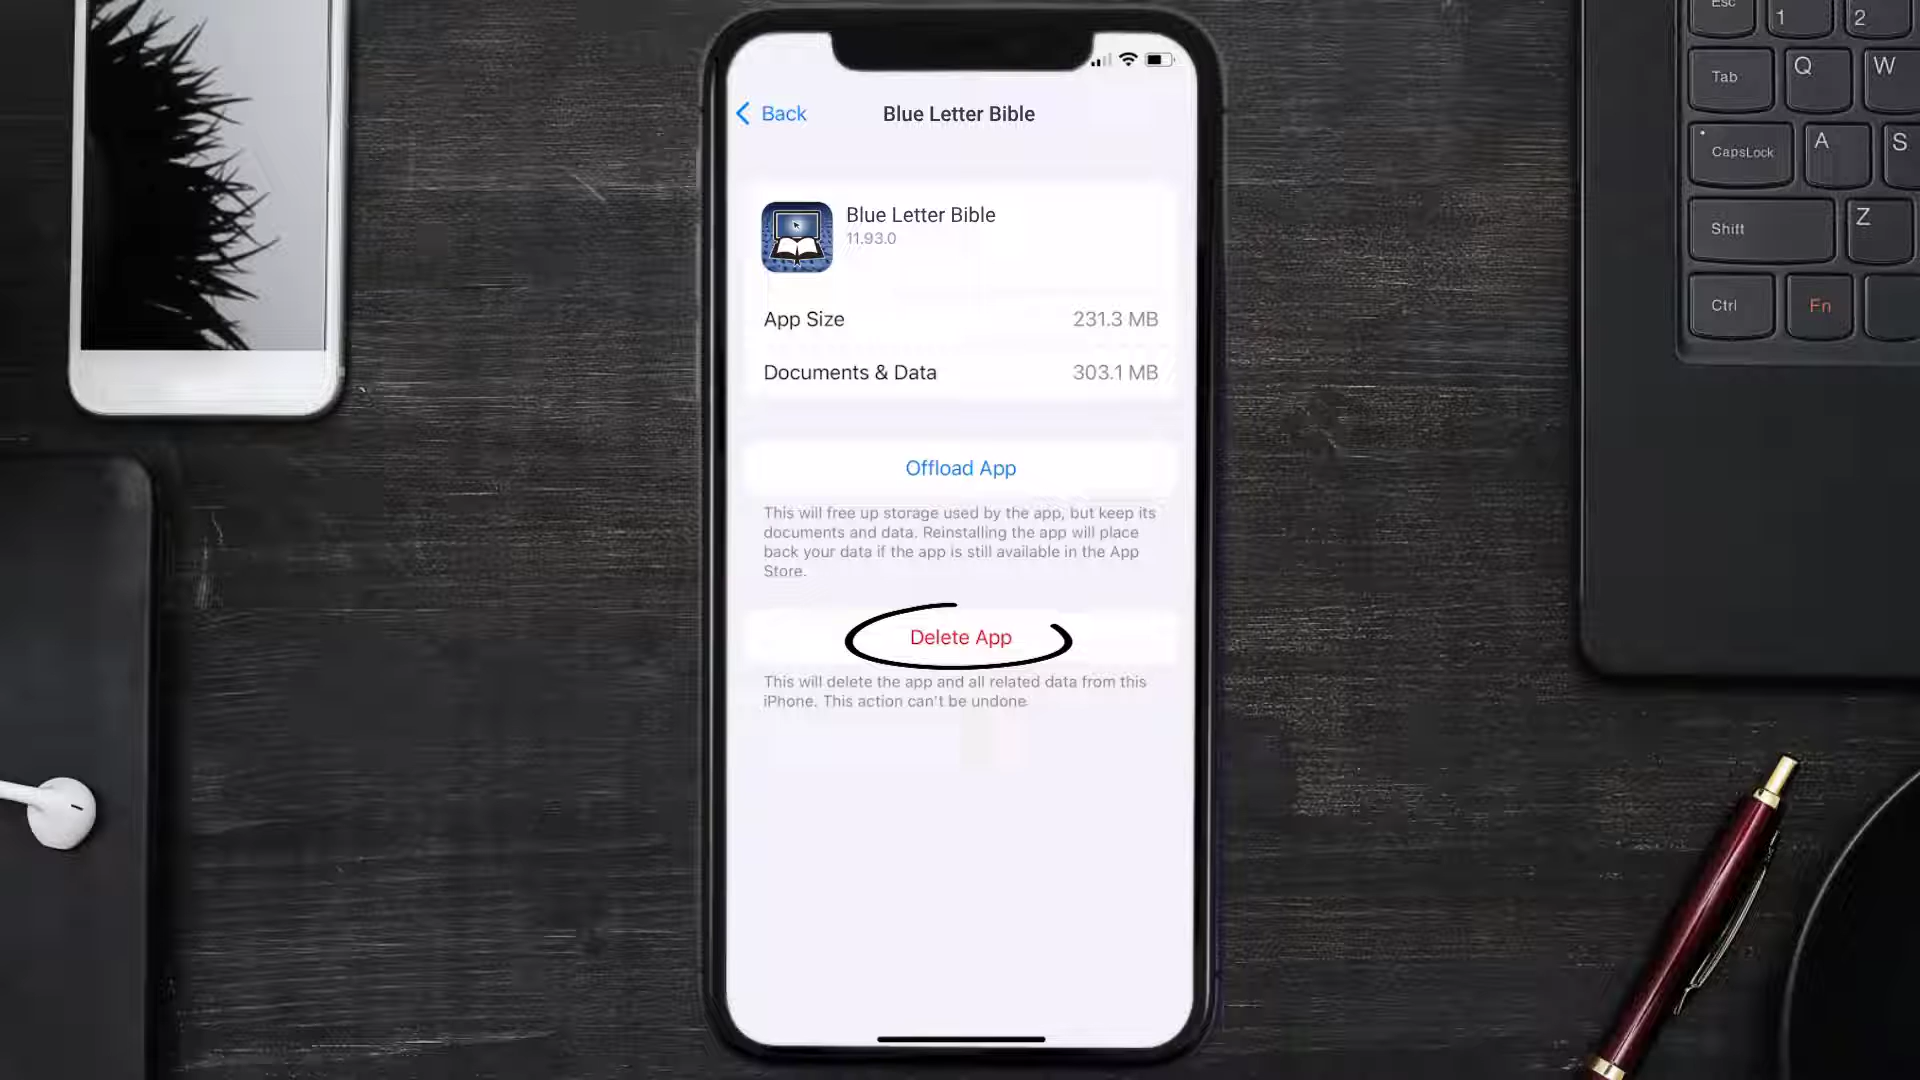 Back
Blue Letter Bible
Blue Letter Bible
11.93.0
App Size 231.3 MB
Documents & Data 303.1 MB
Offload App
This will free up storage used by the app, but keep its
documents and data. Reinstalling the app will place
back your data if the app is still available in the App
Store.
Delete App
This will delete the app and all related data from this
iPhone. This action can't be undone
Esc 1 2
Tab Q W
CapsLock A S
Shift Z
Ctrl Fn